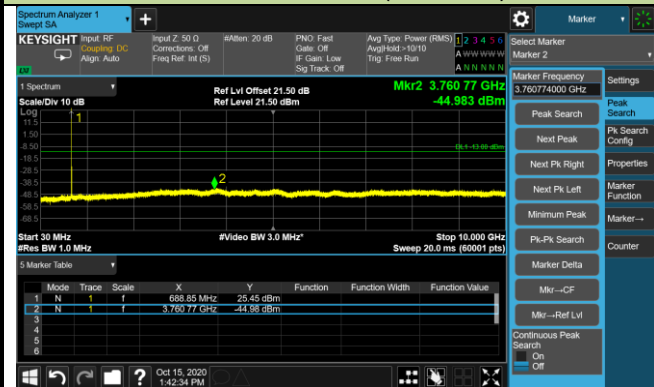 Spectrum Analyzer 1
Swept SA
+
Marker
KEYSIGHT
Input: RF
Coupling: DC
Align: Auto
Input Z: 50 Ω
Corrections: Off
Freq Ref: Int (S)
#Atten: 20 dB
PNO: Fast
Gate: Off
IF Gain: Low
Sig Track: Off
Avg Type: Power (RMS)
Avg|Hold:>10/10
Trig: Free Run
1 2 3 4 5 6
A W W W W W
A N N N N N
Select Marker
Marker 2
Marker Frequency
3.760774000 GHz
Settings
Peak Search
Peak
Search
Next Peak
Pk Search
Config
Next Pk Right
Properties
Next Pk Left
Marker
Function
Minimum Peak
Marker→
Pk-Pk Search
Counter
Marker Delta
Mkr→CF
Mkr→Ref Lvl
Continuous Peak
Search
On
Off
1 Spectrum
Scale/Div 10 dB
Ref Lvl Offset 21.50 dB
Ref Level 21.50 dBm
Mkr2 3.760 77 GHz
-44.983 dBm
Log
11.5
1.50
-8.50
-18.5
-28.5
-38.5
-48.5
-58.5
-68.5
1
2
DL1 -13.00 dBm
Start 30 MHz
#Video BW 3.0 MHz*
Stop 10.000 GHz
#Res BW 1.0 MHz
Sweep 20.0 ms (60001 pts)
5 Marker Table
Mode Trace Scale X Y Function Function Width Function Value
1 N 1 f 688.85 MHz 25.45 dBm
2 N 1 f 3.760 77 GHz -44.98 dBm
3
4
5
6
?
Oct 15, 2020
1:42:34 PM